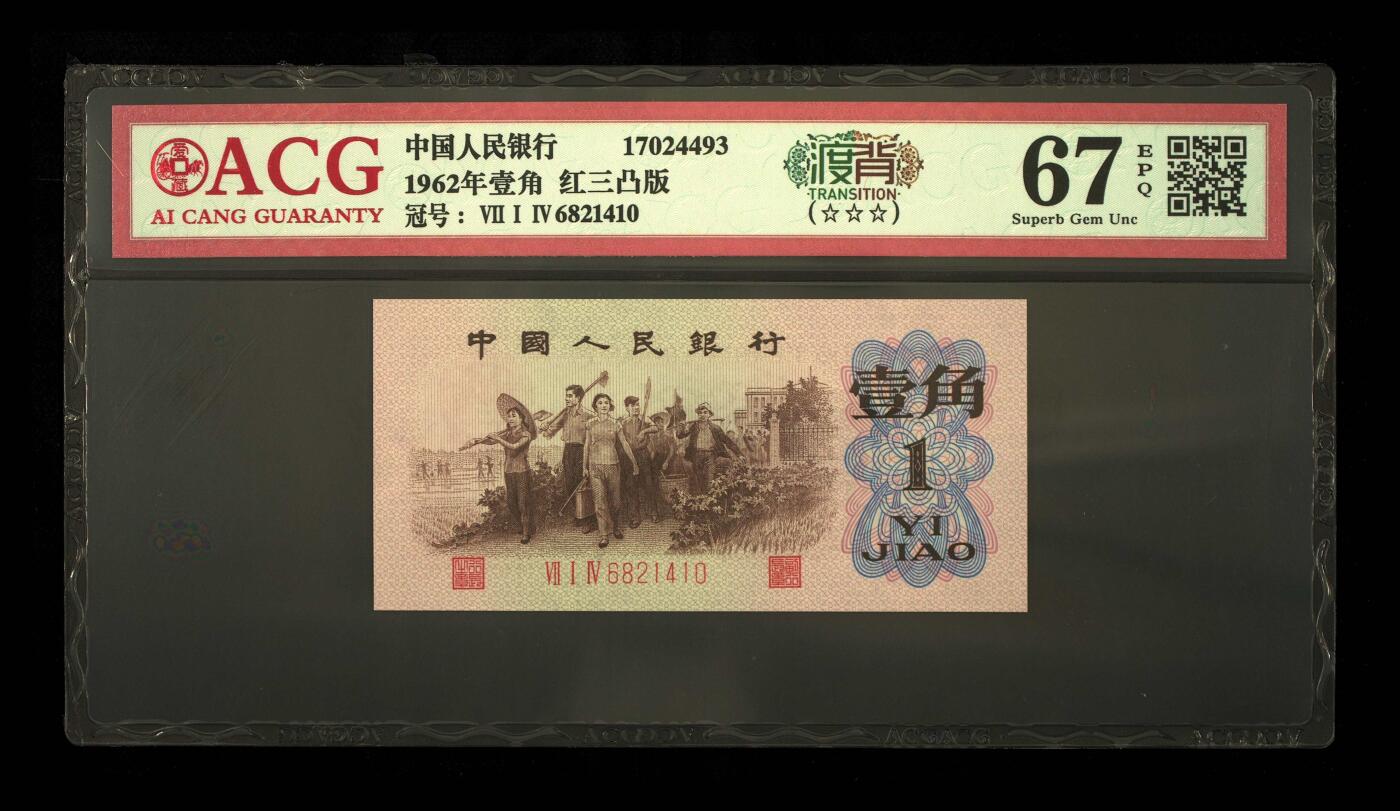 ACG
AI CANG GUARANTY
中国人民银行 17024493
1962年壹角 红三凸版
冠号：Ⅶ Ⅰ Ⅳ 6821410
渡背
TRANSITION
(☆☆☆)
67
EPQ
Superb Gem Unc
中國人民銀行
壹角
1
YI
JIAO
Ⅶ Ⅰ Ⅳ 6821410